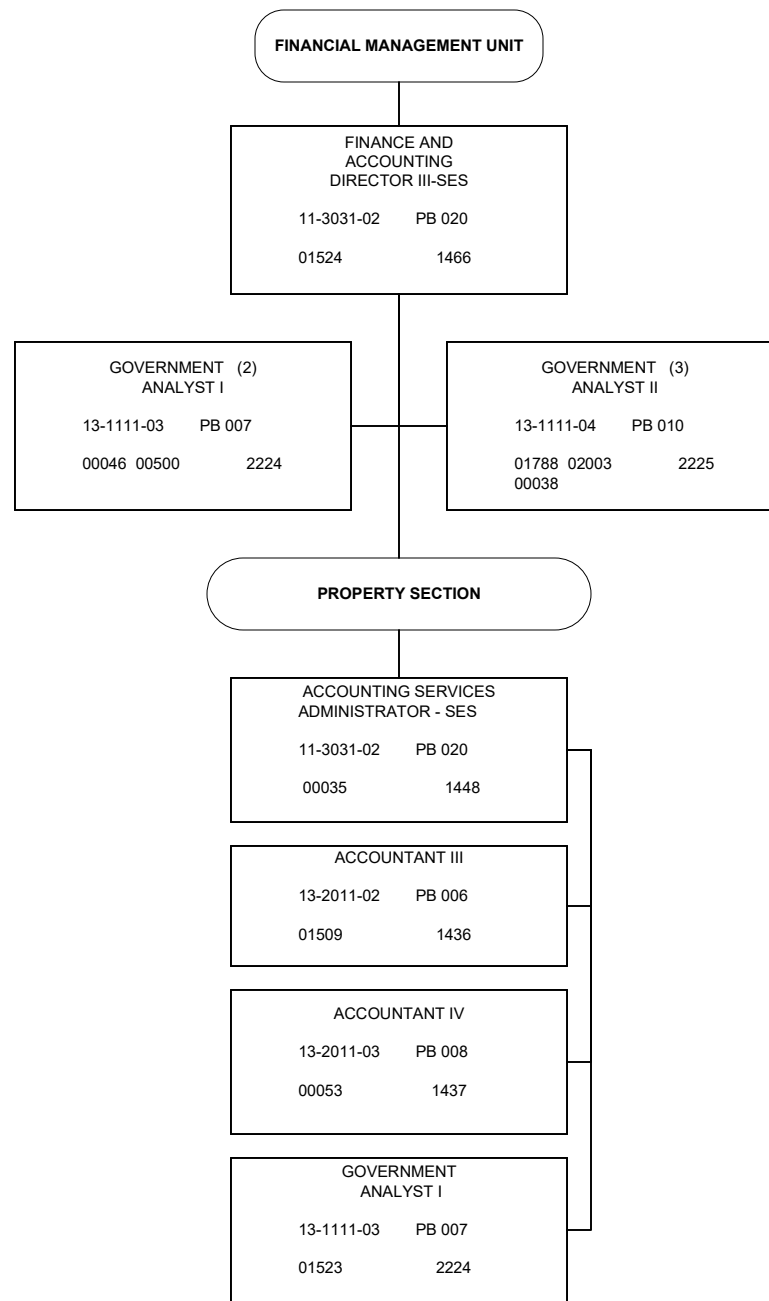 FINANCIAL MANAGEMENT UNIT
FINANCE AND
ACCOUNTING
DIRECTOR III-SES
11-3031-02 PB 020
01524 1466
GOVERNMENT (2)
ANALYST I
13-1111-03 PB 007
00046 00500 2224
GOVERNMENT (3)
ANALYST II
13-1111-04 PB 010
01788 02003 2225
00038
PROPERTY SECTION
ACCOUNTING SERVICES
ADMINISTRATOR - SES
11-3031-02 PB 020
00035 1448
ACCOUNTANT III
13-2011-02 PB 006
01509 1436
ACCOUNTANT IV
13-2011-03 PB 008
00053 1437
GOVERNMENT
ANALYST I
13-1111-03 PB 007
01523 2224